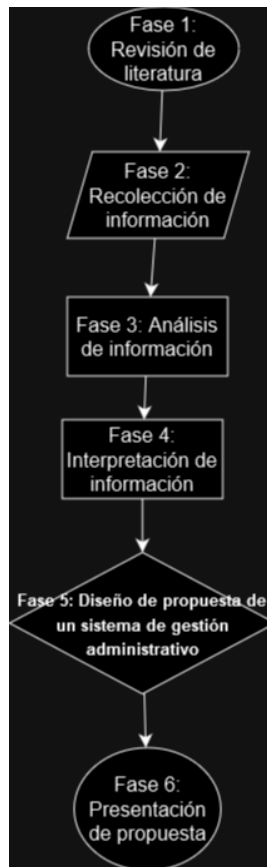 Fase 1:
Revisión de
literatura
Fase 2:
Recolección de
información
Fase 3: Análisis
de información
Fase 4:
Interpretación de
información
Fase 5: Diseño de propuesta de
un sistema de gestión
administrativo
Fase 6:
Presentación
de propuesta